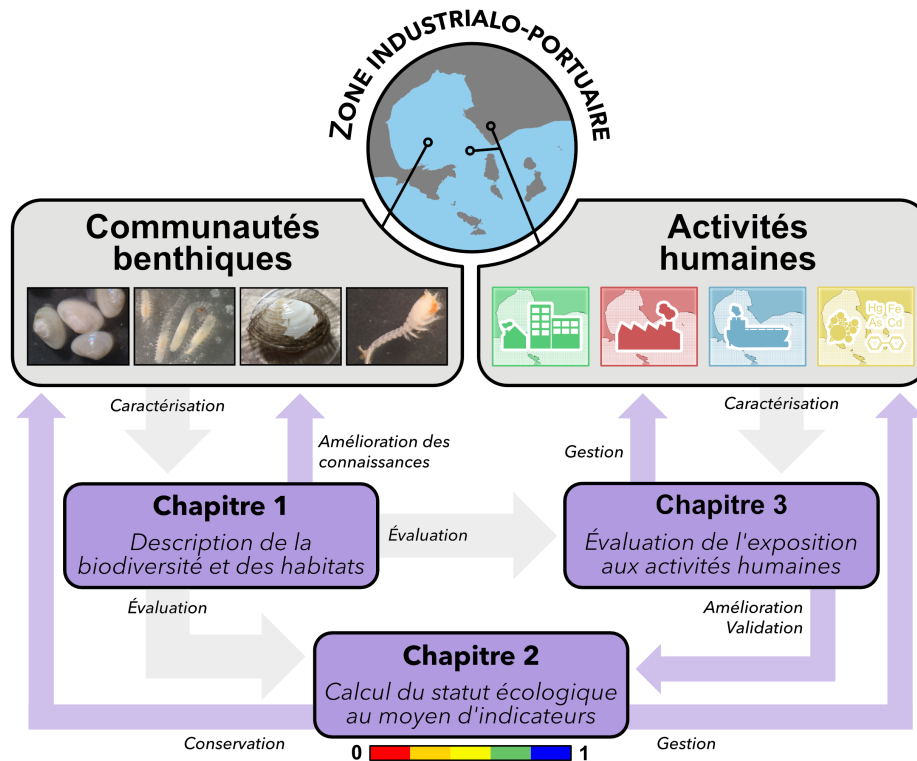 ZONE INDUSTRIALO-PORTUAIRE
Communautés
benthiques
Activités
humaines
Hg Fe
As Cd
Caractérisation
Amélioration des
connaissances
Gestion
Caractérisation
Chapitre 1
Description de la
biodiversité et des habitats
Évaluation
Chapitre 3
Évaluation de l'exposition
aux activités humaines
Évaluation
Amélioration
Validation
Chapitre 2
Calcul du statut écologique
au moyen d'indicateurs
Conservation
Gestion
0 1